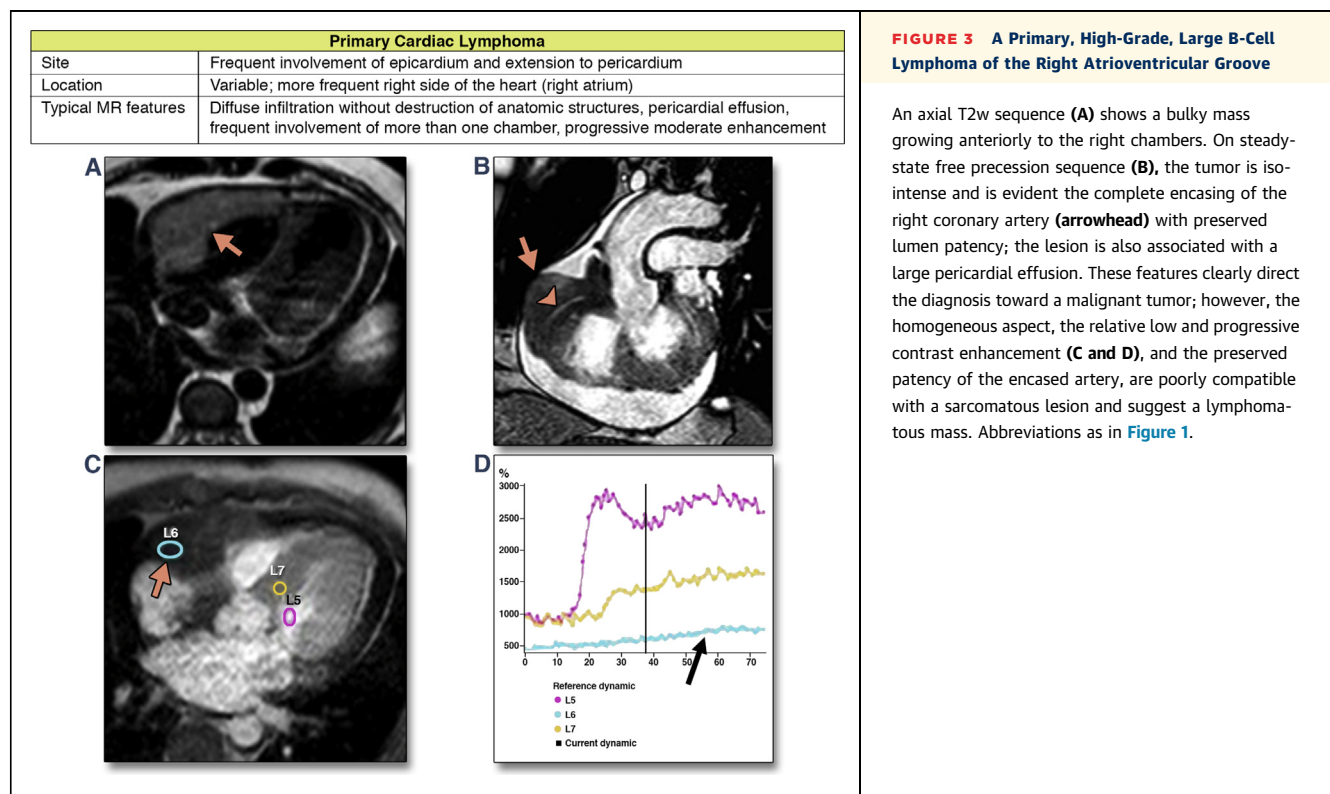 Primary Cardiac Lymphoma
Site Frequent involvement of epicardium and extension to pericardium
Location Variable; more frequent right side of the heart (right atrium)
Typical MR features Diffuse infiltration without destruction of anatomic structures, pericardial effusion,
frequent involvement of more than one chamber, progressive moderate enhancement
A
B
C
L6
L7
L5
D
%
3000
2500
2000
1500
1000
500
0 10 20 30 40 50 60 70
Reference dynamic
L5
L6
L7
Current dynamic
FIGURE 3 A Primary, High-Grade, Large B-Cell
Lymphoma of the Right Atrioventricular Groove
An axial T2w sequence (A) shows a bulky mass
growing anteriorly to the right chambers. On steady-
state free precession sequence (B), the tumor is iso-
intense and is evident the complete encasing of the
right coronary artery (arrowhead) with preserved
lumen patency; the lesion is also associated with a
large pericardial effusion. These features clearly direct
the diagnosis toward a malignant tumor; however, the
homogeneous aspect, the relative low and progressive
contrast enhancement (C and D), and the preserved
patency of the encased artery, are poorly compatible
with a sarcomatous lesion and suggest a lymphoma-
tous mass. Abbreviations as in Figure 1.